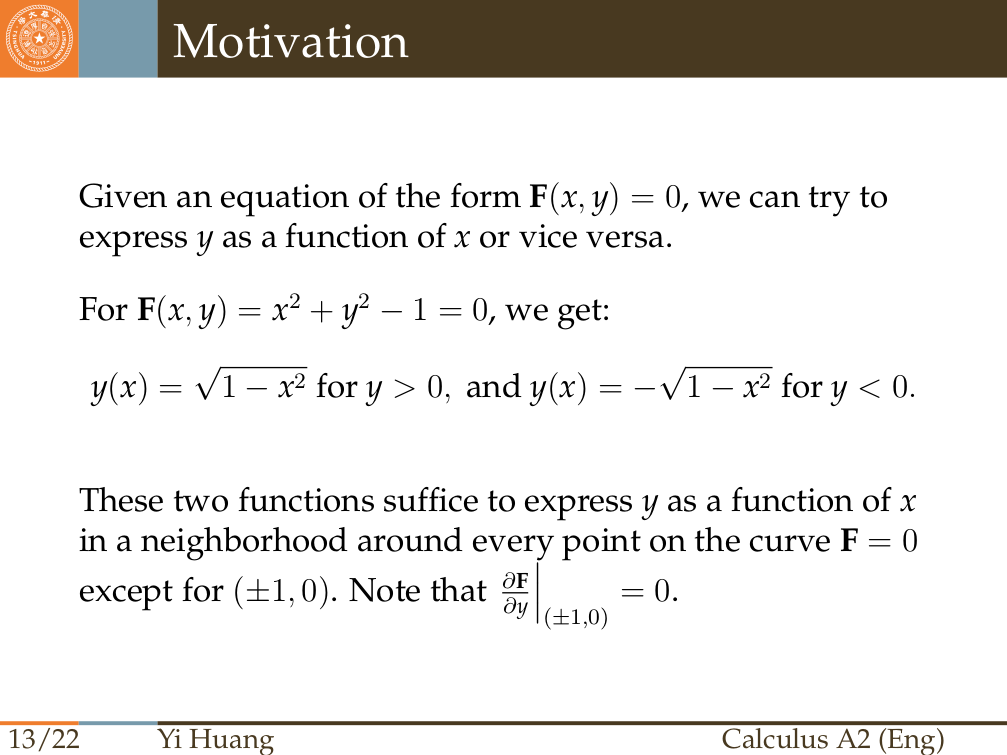 Motivation
Given an equation of the form F(x, y) = 0, we can try to
express y as a function of x or vice versa.
For F(x, y) = x² + y² − 1 = 0, we get:
y(x) = √(1 − x²) for y > 0, and y(x) = −√(1 − x²) for y < 0.
These two functions suffice to express y as a function of x
in a neighborhood around every point on the curve F = 0
except for (±1, 0). Note that ∂F/∂y|(±1,0) = 0.
13/22 Yi Huang Calculus A2 (Eng)